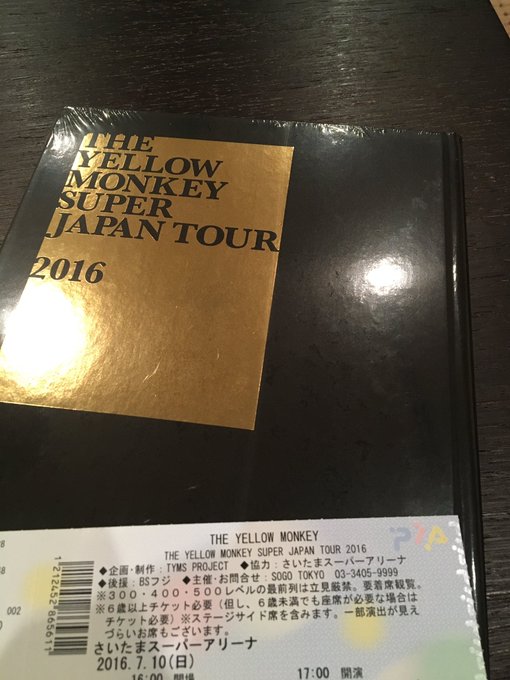 THE
YELLOW
MONKEY
SUPER
JAPAN TOUR
2016
THE YELLOW MONKEY
THE YELLOW MONKEY SUPER JAPAN TOUR 2016
◆企画・制作：TYMS PROJECT ◆協力：さいたまスーパーアリーナ
◆後援：BSフジ ◆主催・お問合せ：SOGO TOKYO 03-3405-9999
※300・400・500レベルの最前列は立見厳禁。要着席観覧。
※6歳以上チケット必要（但し、6歳未満でも座席が必要な場合は
チケット必要）※ステージサイド席を含みます。一部演出が見え
づらいお席もございます。
さいたまスーパーアリーナ
2016. 7.10(日)
16:00 開場 17:00 開演
002